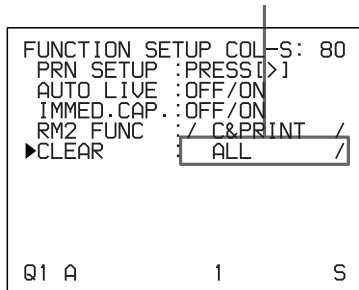 FUNCTION SETUP COL-S: 80
PRN SETUP :PRESS[>]
AUTO LIVE :OFF/ON
IMMED.CAP.:OFF/ON
RM2 FUNC :/ C&PRINT /
▶CLEAR : ALL /
Q1 A 1 S